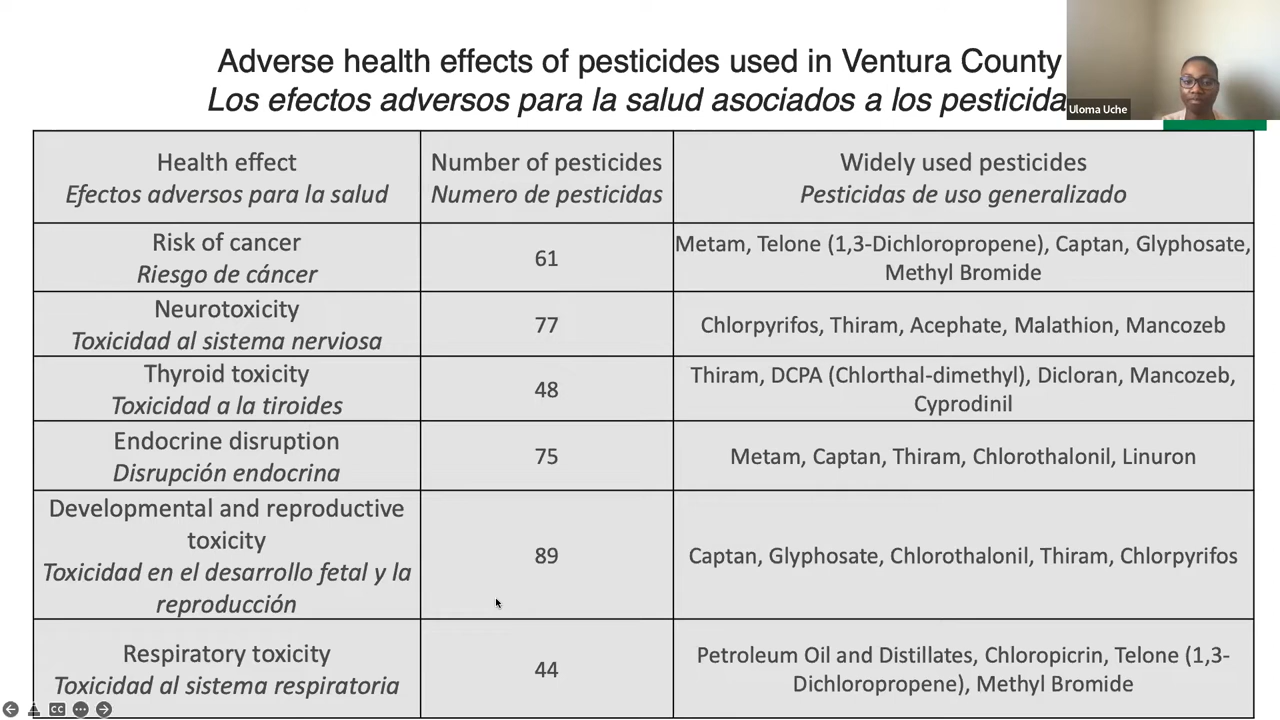 Adverse health effects of pesticides used in Ventura County
Los efectos adversos para la salud asociados a los pesticida
Uloma Uche
Health effect
Efectos adversos para la salud
Number of pesticides
Numero de pesticidas
Widely used pesticides
Pesticidas de uso generalizado
Risk of cancer
Riesgo de cáncer
61
Metam, Telone (1,3-Dichloropropene), Captan, Glyphosate,
Methyl Bromide
Neurotoxicity
Toxicidad al sistema nerviosa
77
Chlorpyrifos, Thiram, Acephate, Malathion, Mancozeb
Thyroid toxicity
Toxicidad a la tiroides
48
Thiram, DCPA (Chlorthal-dimethyl), Dicloran, Mancozeb,
Cyprodinil
Endocrine disruption
Disrupción endocrina
75
Metam, Captan, Thiram, Chlorothalonil, Linuron
Developmental and reproductive
toxicity
Toxicidad en el desarrollo fetal y la
reproducción
89
Captan, Glyphosate, Chlorothalonil, Thiram, Chlorpyrifos
Respiratory toxicity
Toxicidad al sistema respiratoria
44
Petroleum Oil and Distillates, Chloropicrin, Telone (1,3-
Dichloropropene), Methyl Bromide
CC